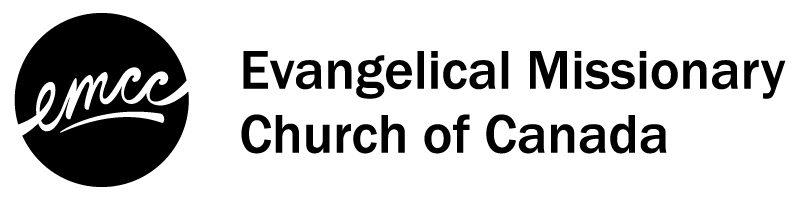 emcc
Evangelical Missionary
Church of Canada